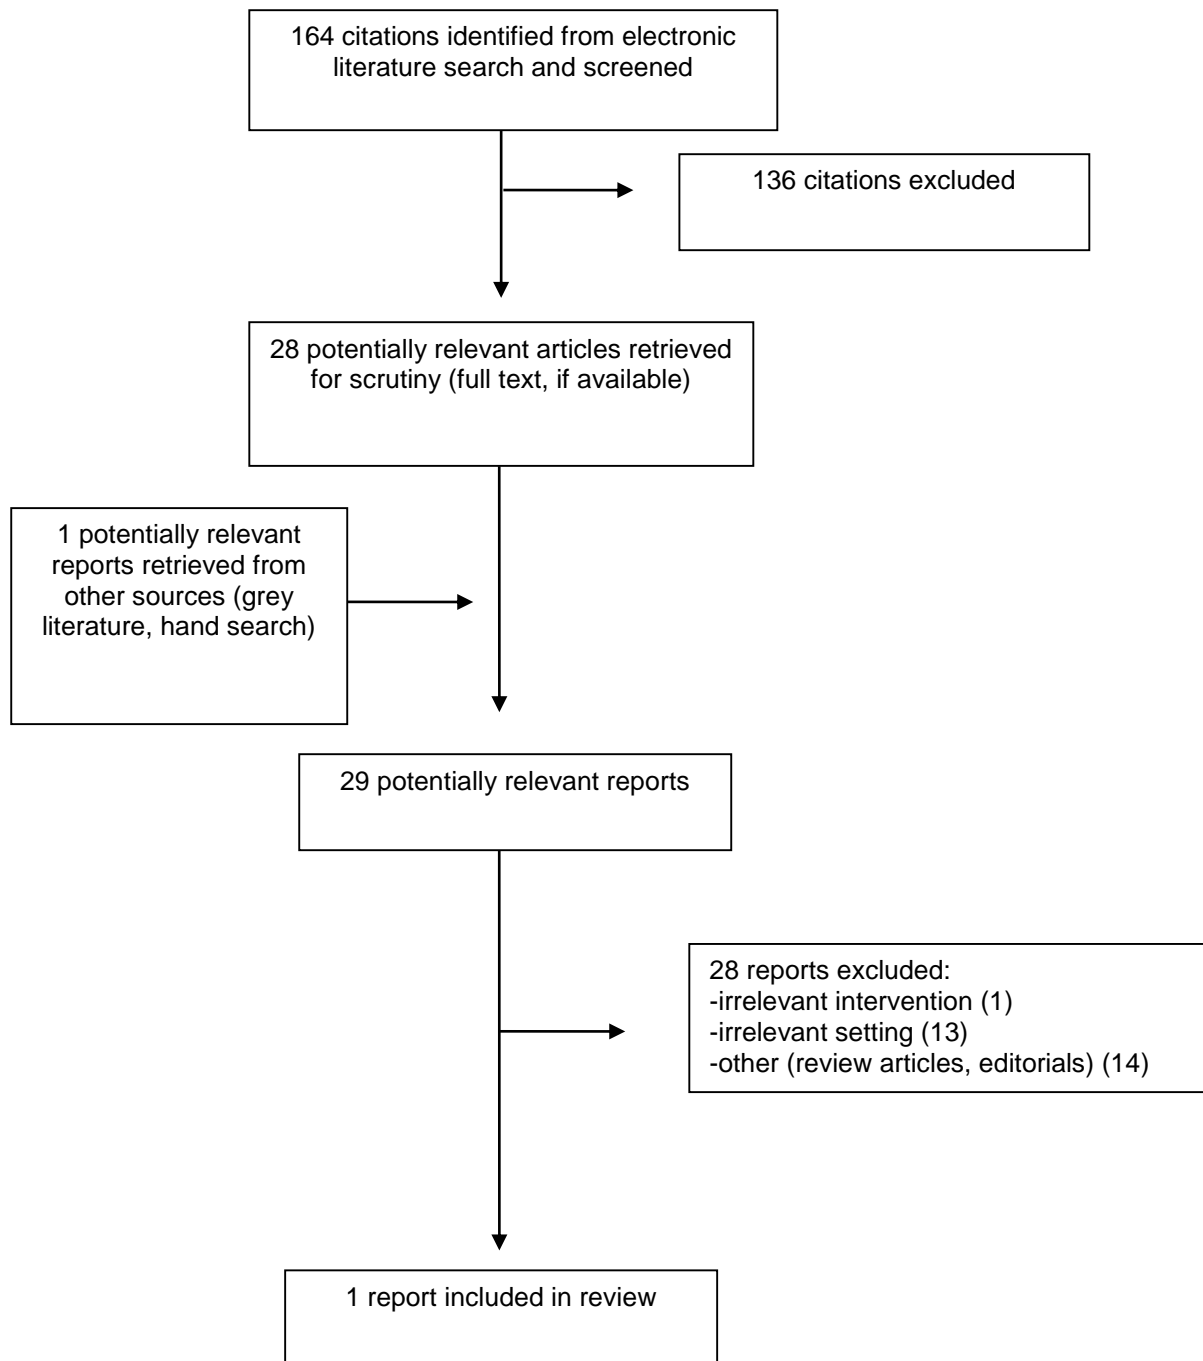 164 citations identified from electronic
literature search and screened
136 citations excluded
28 potentially relevant articles retrieved
for scrutiny (full text, if available)
1 potentially relevant
reports retrieved from
other sources (grey
literature, hand search)
29 potentially relevant reports
28 reports excluded:
-irrelevant intervention (1)
-irrelevant setting (13)
-other (review articles, editorials) (14)
1 report included in review